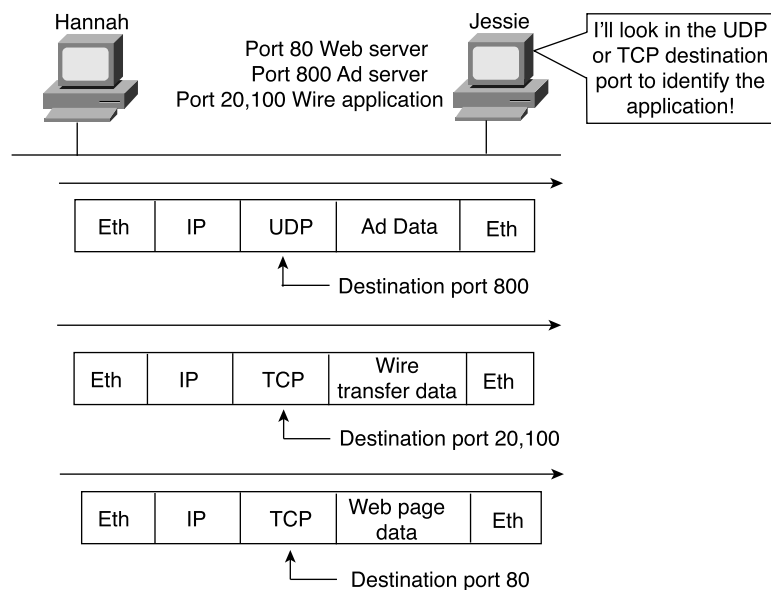 Hannah
Jessie
Port 80 Web server
Port 800 Ad server
Port 20,100 Wire application
I'll look in the UDP
or TCP destination
port to identify the
application!
Eth IP UDP Ad Data Eth
Destination port 800
Eth IP TCP Wire transfer data Eth
Destination port 20,100
Eth IP TCP Web page data Eth
Destination port 80